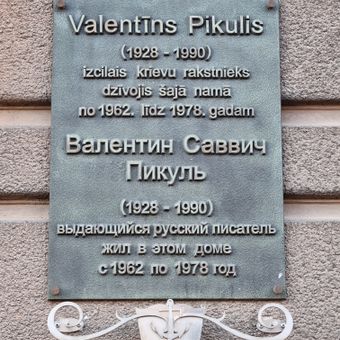 Valentīns Pikulis
(1928 - 1990)
izcilais krievu rakstnieks
dzīvojis šajā namā
no 1962. līdz 1978. gadam
Валентин Саввич
Пикуль
(1928 - 1990)
выдающийся русский писатель
жил в этом доме
с 1962 по 1978 год